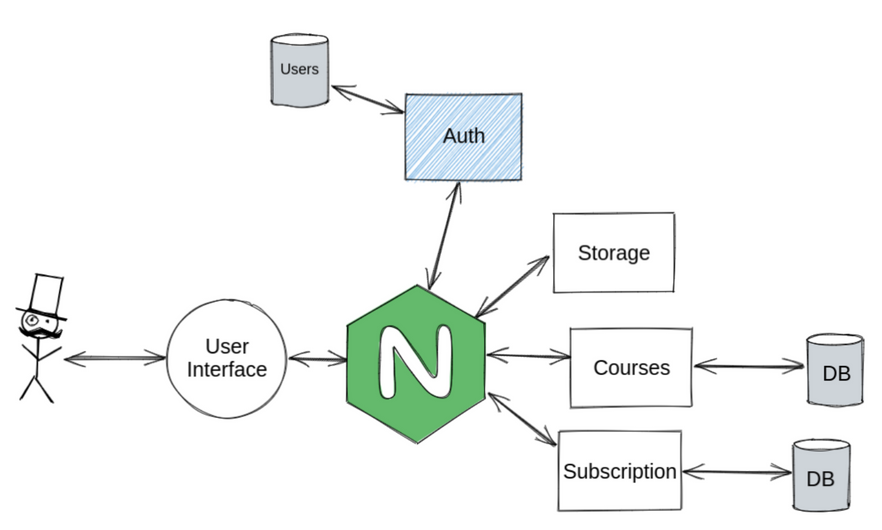 Users
Auth
Storage
User
Interface
N
Courses
DB
Subscription
DB